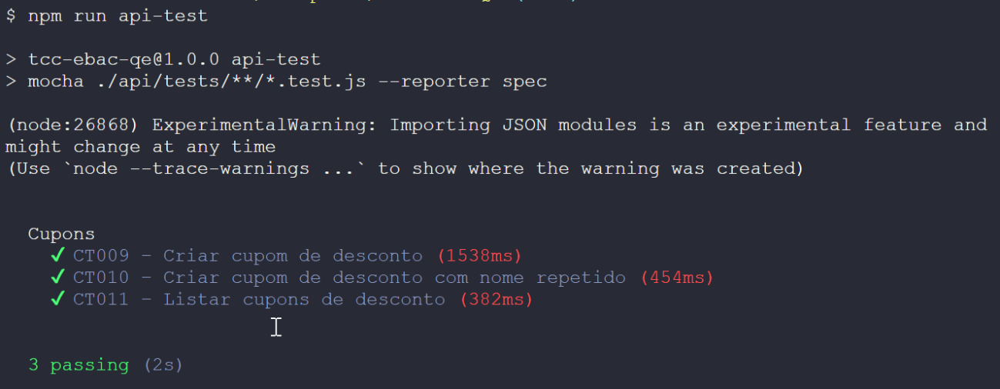 $ npm run api-test
> tcc-ebac-qe@1.0.0 api-test
> mocha ./api/tests/**/*.test.js --reporter spec
(node:26868) ExperimentalWarning: Importing JSON modules is an experimental feature and
might change at any time
(Use `node --trace-warnings ...` to show where the warning was created)
Cupons
✓ CT009 - Criar cupom de desconto (1538ms)
✓ CT010 - Criar cupom de desconto com nome repetido (454ms)
✓ CT011 - Listar cupons de desconto (382ms)
3 passing (2s)